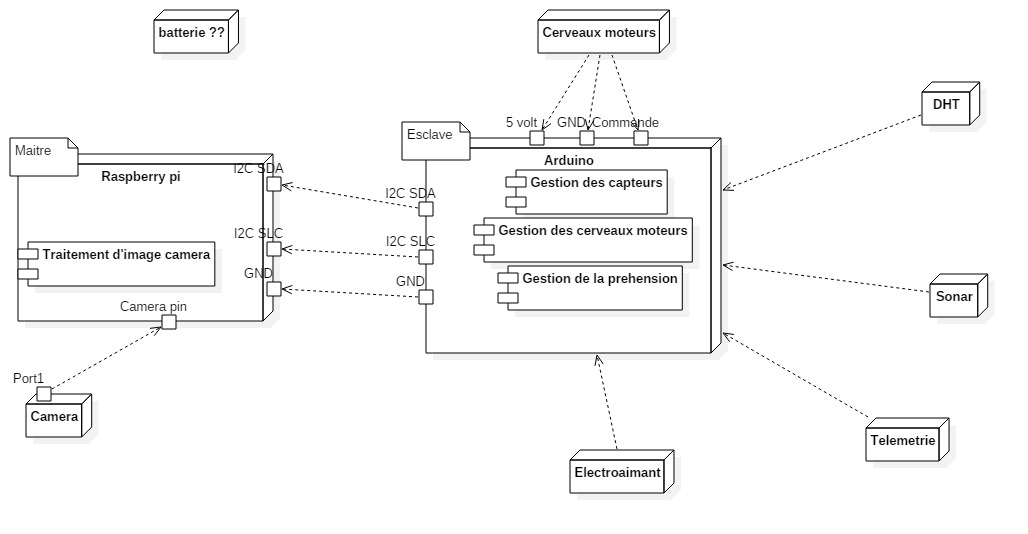 batterie ??
Cerveaux moteurs
DHT
5 volt
GND
Commande
Esclave
Maitre
Arduino
I2C SDA
Raspberry pi
Gestion des capteurs
I2C SDA
Gestion des cerveaux moteurs
I2C SLC
I2C SLC
Traitement d'image camera
GND
GND
Gestion de la prehension
Sonar
Camera pin
Port1
Camera
Telemetrie
Electroaimant